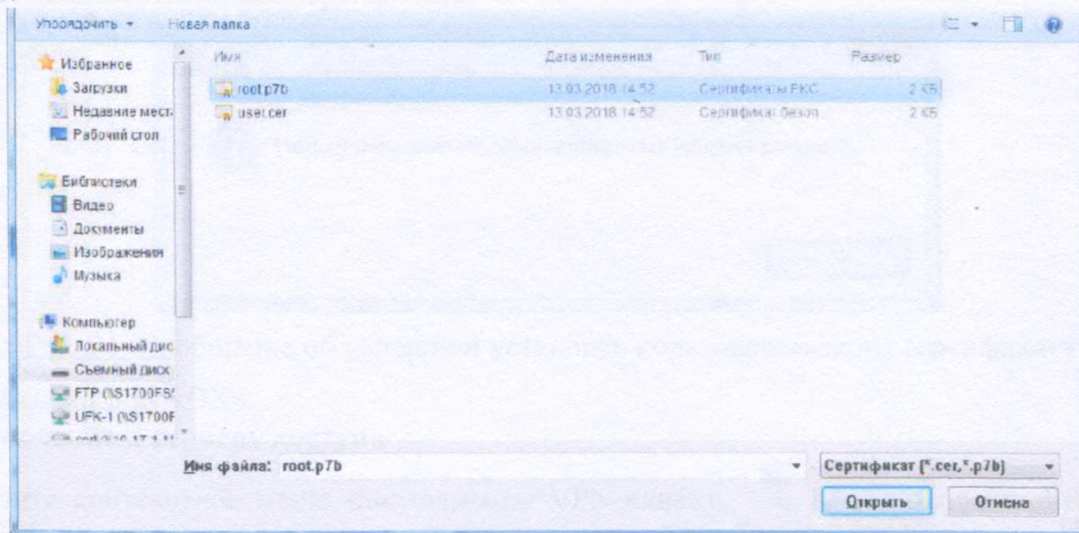 Упорядочить Новая папка
Имя Дата изменения Тип Размер
Избранное
Загрузки
Недавние мест
Рабочий стол
Библиотеки
Видео
Документы
Изображения
Музыка
Компьютер
Локальный дис
Съемный диск
FTP (\\S1700FS
UFK-1 (\\S1700F
root.p7b 13.03.2018 14:52 Сертификаты PKC 2 КБ
user.cer 13.03.2018 14:52 Сертификат безоп 2 КБ
Имя файла: root.p7b Сертификат (*.cer,*.p7b)
Открыть Отмена